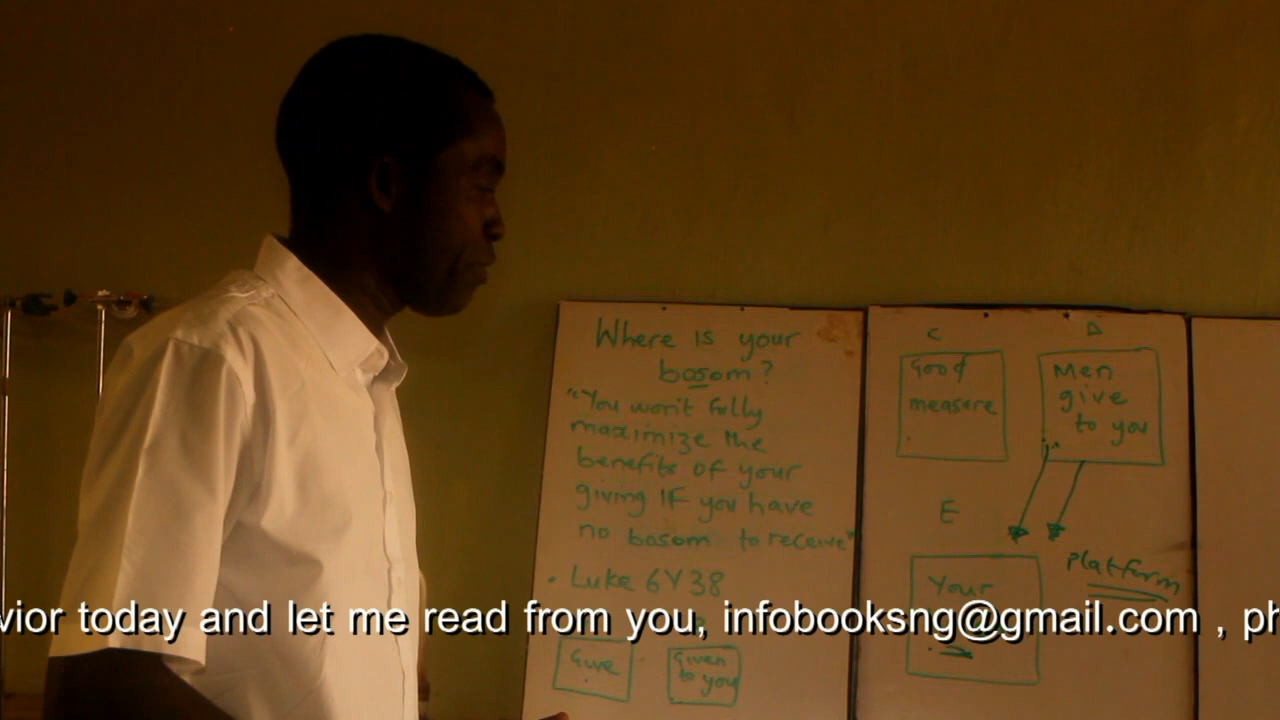 Where is your
bosom?
"You won't fully
maximize the
benefits of your
giving IF you have
no bosom to receive"
• Luke 6V38
Give
Given
to you
C
Good
measure
D
Men
give
to you
E
Platform
Your
vior today and let me read from you, infobooksng@gmail.com , ph